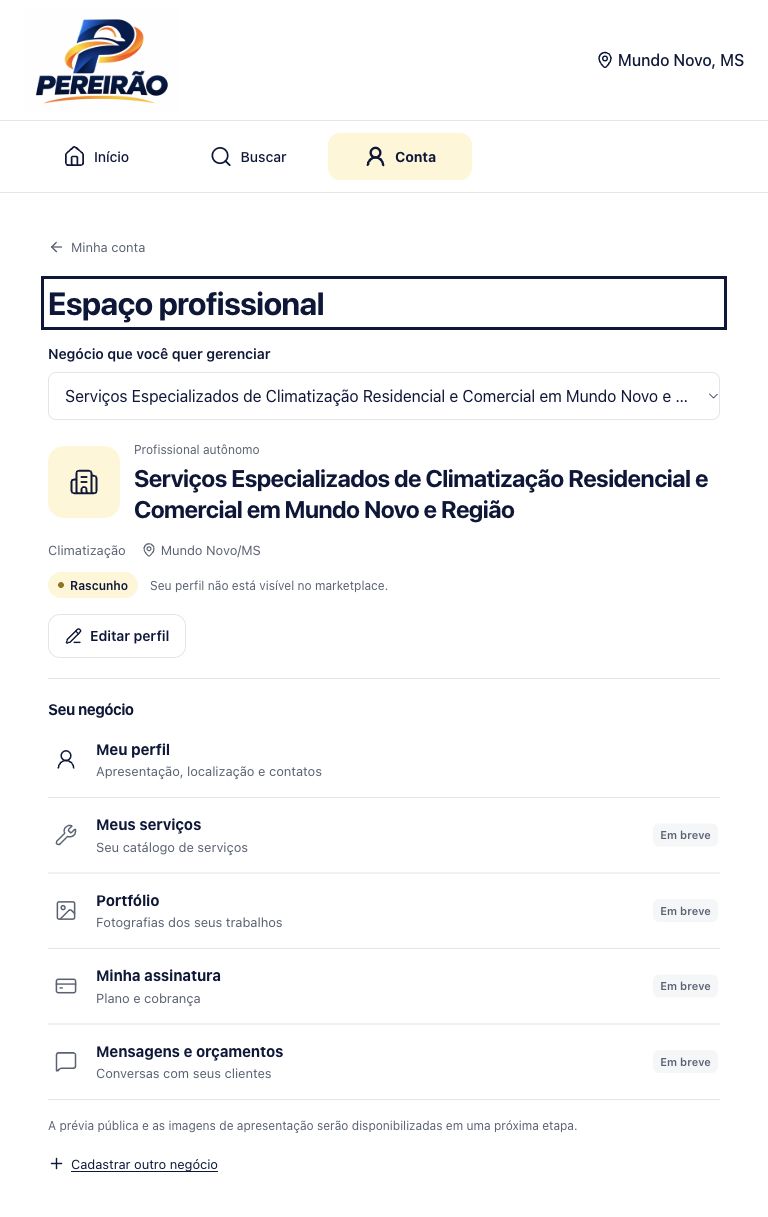 PEREIRÃO
Mundo Novo, MS
Início
Buscar
Conta
Minha conta
Espaço profissional
Negócio que você quer gerenciar
Serviços Especializados de Climatização Residencial e Comercial em Mundo Novo e ...
Profissional autônomo
Serviços Especializados de Climatização Residencial e
Comercial em Mundo Novo e Região
Climatização
Mundo Novo/MS
Rascunho
Seu perfil não está visível no marketplace.
Editar perfil
Seu negócio
Meu perfil
Apresentação, localização e contatos
Meus serviços
Seu catálogo de serviços
Em breve
Portfólio
Fotografias dos seus trabalhos
Em breve
Minha assinatura
Plano e cobrança
Em breve
Mensagens e orçamentos
Conversas com seus clientes
Em breve
A prévia pública e as imagens de apresentação serão disponibilizadas em uma próxima etapa.
Cadastrar outro negócio